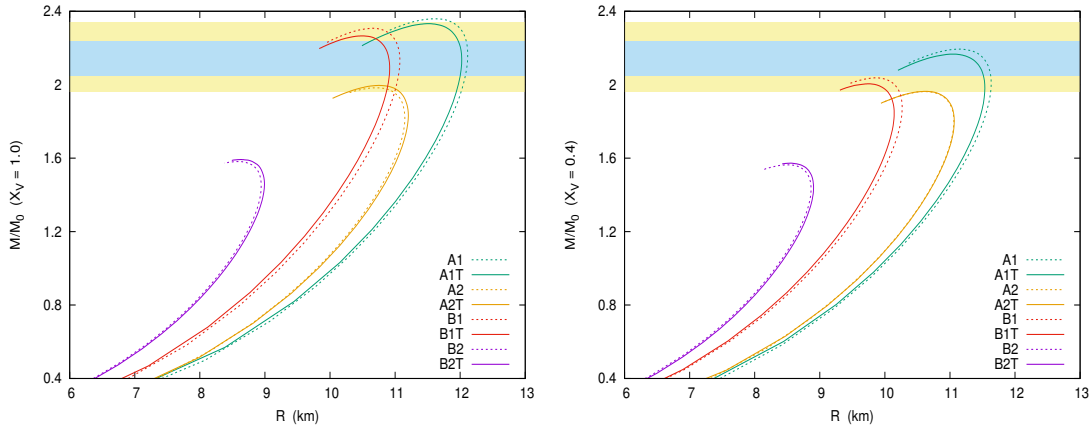 2.4
2
1.6
1.2
0.8
0.4
M/M0 (XV = 1.0)
6 7 8 9 10 11 12 13
R (km)
A1
A1T
A2
A2T
B1
B1T
B2
B2T
2.4
2
1.6
1.2
0.8
0.4
M/M0 (XV = 0.4)
6 7 8 9 10 11 12 13
R (km)
A1
A1T
A2
A2T
B1
B1T
B2
B2T